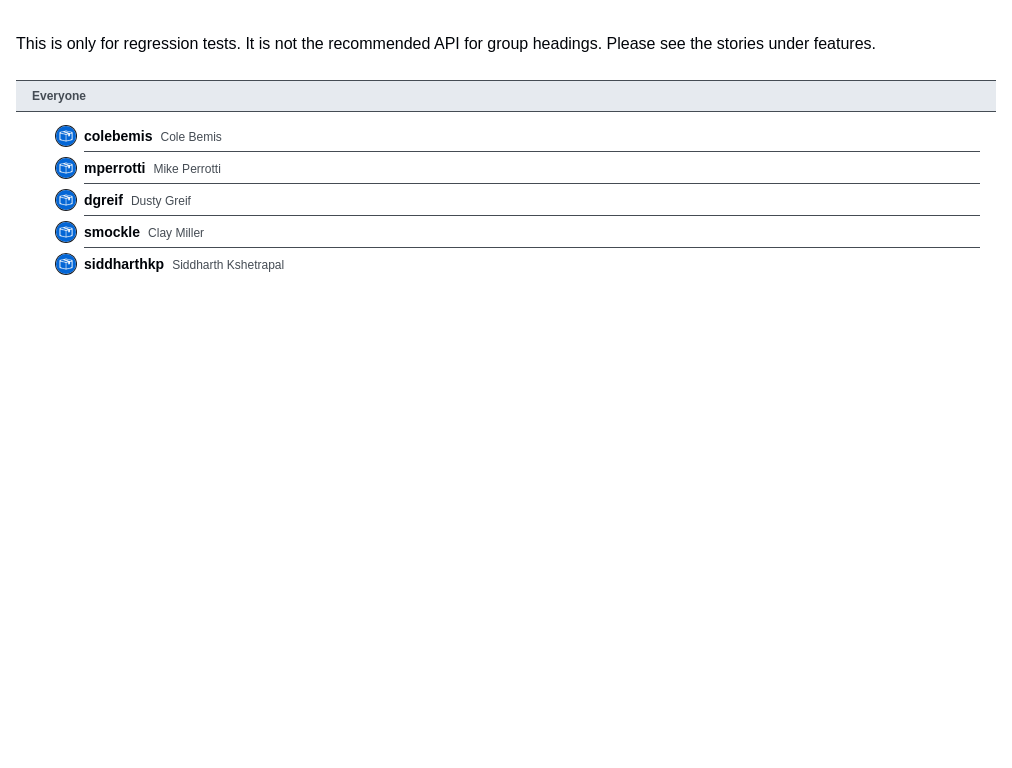 This is only for regression tests. It is not the recommended API for group headings. Please see the stories under features.
Everyone
colebemis Cole Bemis
mperrotti Mike Perrotti
dgreif Dusty Greif
smockle Clay Miller
siddharthkp Siddharth Kshetrapal